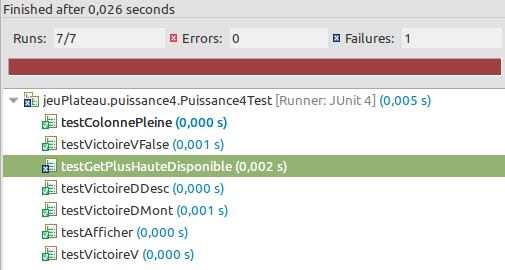 Finished after 0,026 seconds
Runs: 7/7 Errors: 0 Failures: 1
jeuPlateau.puissance4.Puissance4Test [Runner: JUnit 4] (0,005 s)
testColonnePleine (0,000 s)
testVictoireVFalse (0,001 s)
testGetPlusHauteDisponible (0,002 s)
testVictoireDDesc (0,000 s)
testVictoireDMont (0,001 s)
testAfficher (0,000 s)
testVictoireV (0,000 s)